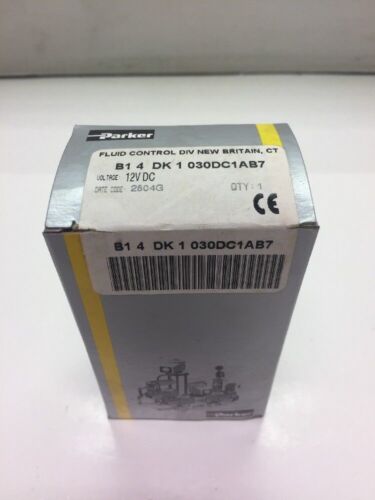 Parker
FLUID CONTROL DIV NEW BRITAIN, CT
B1 4 DK 1 030DC1AB7
VOLTAGE 12V DC
DATE CODE 2604G QTY: 1
CE
B1 4 DK 1 030DC1AB7
Parker